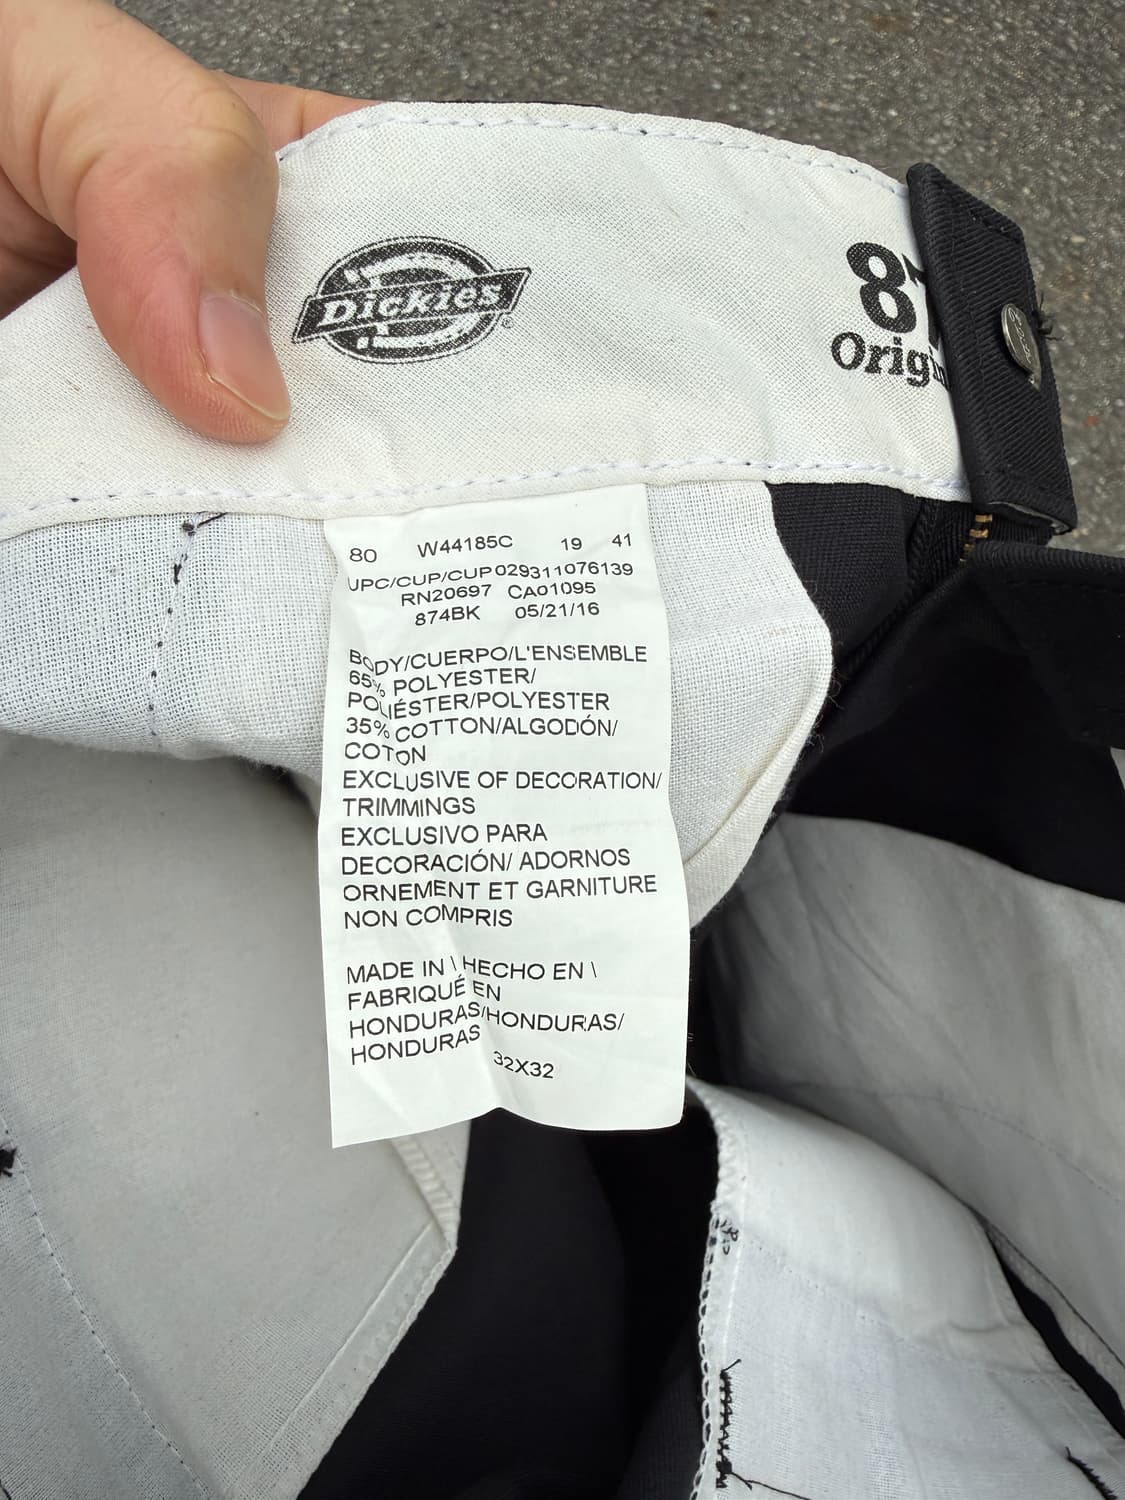 Dickies
®
87
Origin
80 W44185C 19 41
UPC/CUP/CUP 029311076139
RN20697 CA01095
874BK 05/21/16
BODY/CUERPO/L'ENSEMBLE
65% POLYESTER/
POLIÉSTER/POLYESTER
35% COTTON/ALGODÓN/
COTON
EXCLUSIVE OF DECORATION/
TRIMMINGS
EXCLUSIVO PARA
DECORACIÓN/ ADORNOS
ORNEMENT ET GARNITURE
NON COMPRIS
MADE IN \ HECHO EN \
FABRIQUÉ EN
HONDURAS/HONDURAS/
HONDURAS
32X32